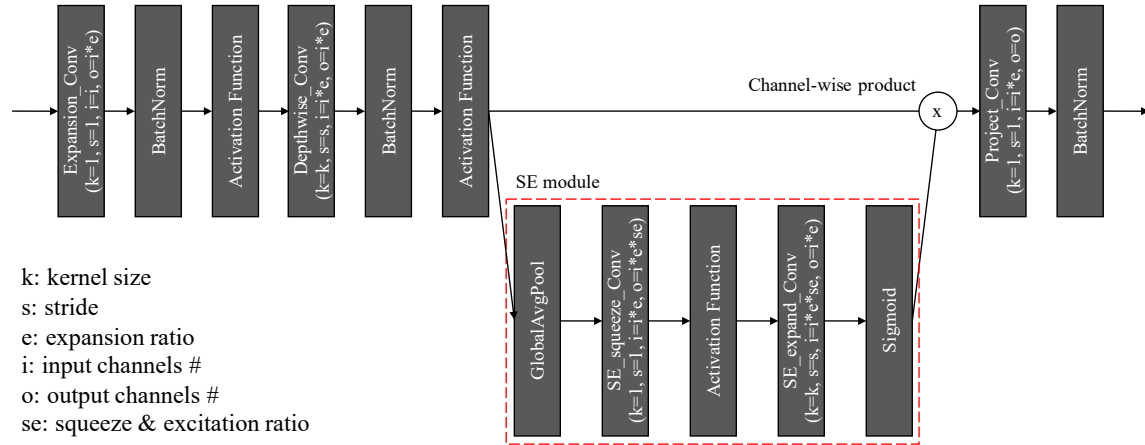 Expansion_Conv
(k=1, s=1, i=i, o=i*e)
BatchNorm
Activation Function
Depthwise_Conv
(k=k, s=s, i=i*e, o=i*e)
BatchNorm
Activation Function
Channel-wise product
x
Project_Conv
(k=1, s=1, i=i*e, o=o)
BatchNorm
SE module
GlobalAvgPool
SE_squeeze_Conv
(k=1, s=1, i=i*e, o=i*e*se)
Activation Function
SE_expand_Conv
(k=k, s=s, i=i*e*se, o=i*e)
Sigmoid
k: kernel size
s: stride
e: expansion ratio
i: input channels #
o: output channels #
se: squeeze & excitation ratio